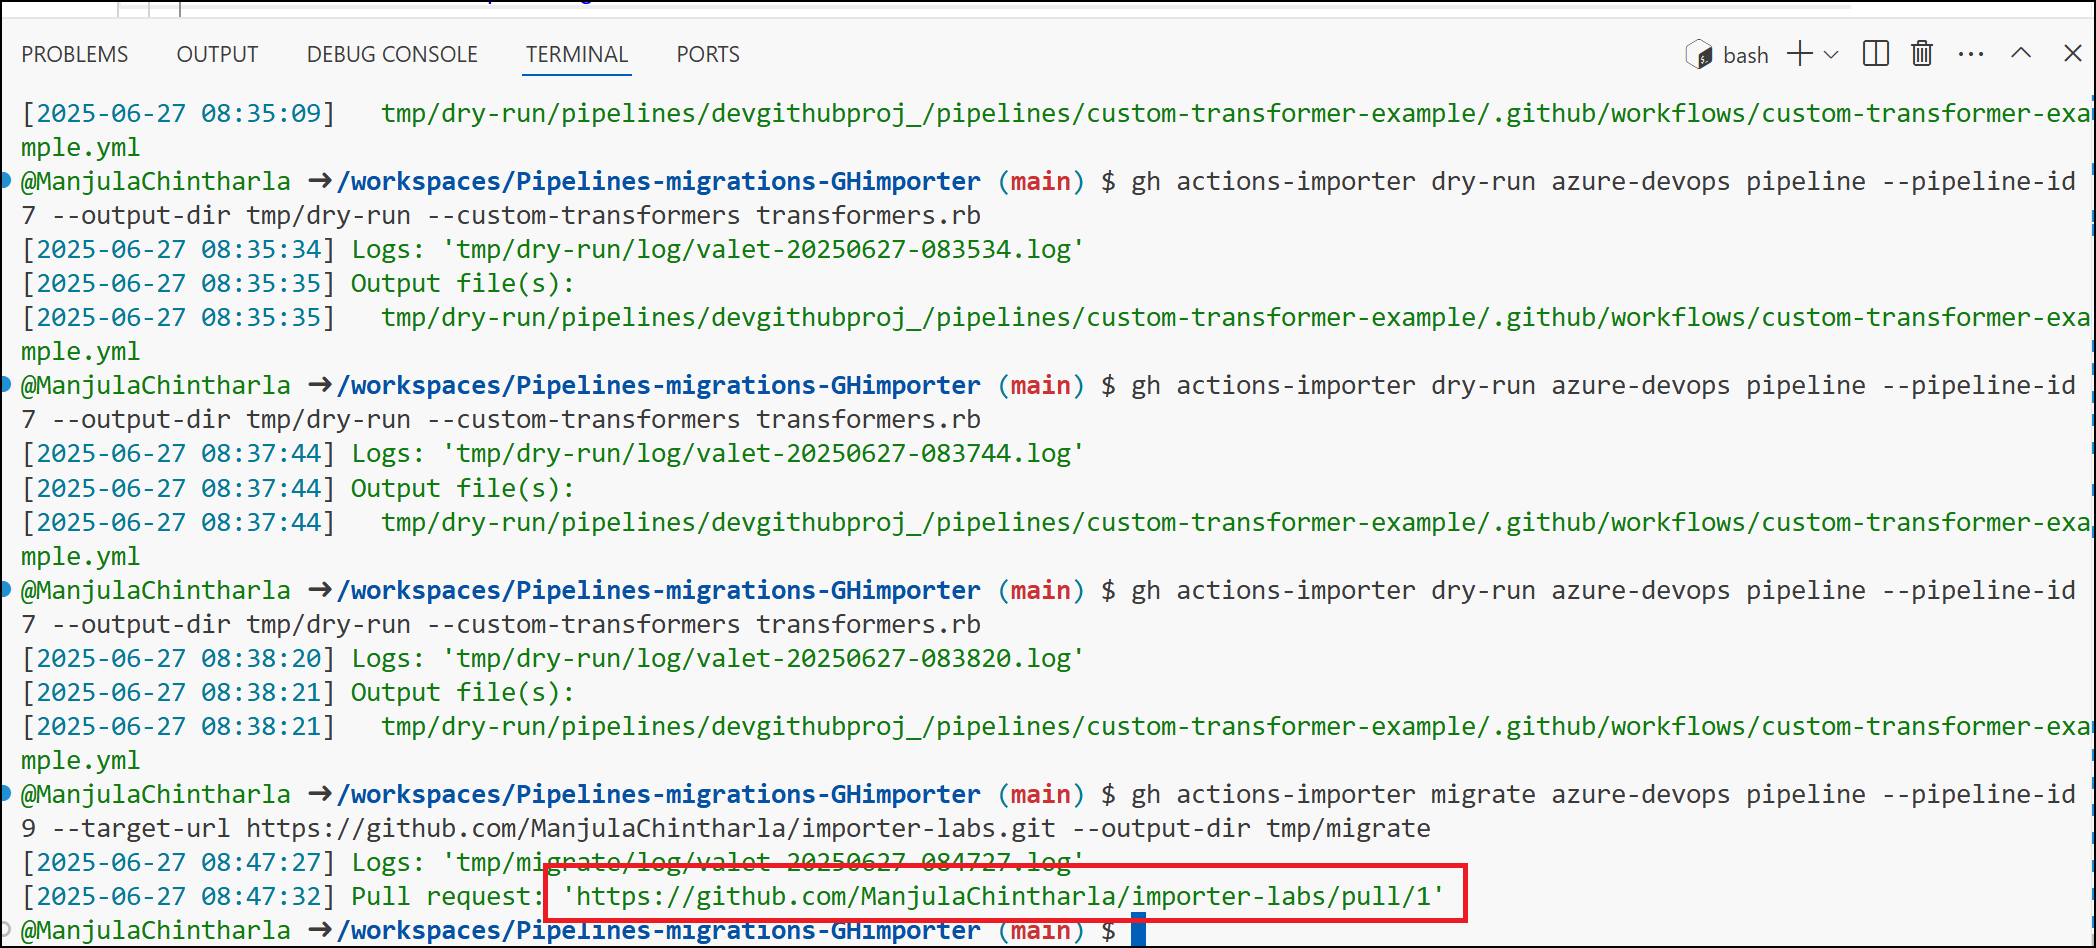 PROBLEMS OUTPUT DEBUG CONSOLE TERMINAL PORTS bash
[2025-06-27 08:35:09]   tmp/dry-run/pipelines/devgithubproj_/pipelines/custom-transformer-example/.github/workflows/custom-transformer-exa
mple.yml
@ManjulaChintharla ➜/workspaces/Pipelines-migrations-GHimporter (main) $ gh actions-importer dry-run azure-devops pipeline --pipeline-id
7 --output-dir tmp/dry-run --custom-transformers transformers.rb
[2025-06-27 08:35:34] Logs: 'tmp/dry-run/log/valet-20250627-083534.log'
[2025-06-27 08:35:35] Output file(s):
[2025-06-27 08:35:35]   tmp/dry-run/pipelines/devgithubproj_/pipelines/custom-transformer-example/.github/workflows/custom-transformer-exa
mple.yml
@ManjulaChintharla ➜/workspaces/Pipelines-migrations-GHimporter (main) $ gh actions-importer dry-run azure-devops pipeline --pipeline-id
7 --output-dir tmp/dry-run --custom-transformers transformers.rb
[2025-06-27 08:37:44] Logs: 'tmp/dry-run/log/valet-20250627-083744.log'
[2025-06-27 08:37:44] Output file(s):
[2025-06-27 08:37:44]   tmp/dry-run/pipelines/devgithubproj_/pipelines/custom-transformer-example/.github/workflows/custom-transformer-exa
mple.yml
@ManjulaChintharla ➜/workspaces/Pipelines-migrations-GHimporter (main) $ gh actions-importer dry-run azure-devops pipeline --pipeline-id
7 --output-dir tmp/dry-run --custom-transformers transformers.rb
[2025-06-27 08:38:20] Logs: 'tmp/dry-run/log/valet-20250627-083820.log'
[2025-06-27 08:38:21] Output file(s):
[2025-06-27 08:38:21]   tmp/dry-run/pipelines/devgithubproj_/pipelines/custom-transformer-example/.github/workflows/custom-transformer-exa
mple.yml
@ManjulaChintharla ➜/workspaces/Pipelines-migrations-GHimporter (main) $ gh actions-importer migrate azure-devops pipeline --pipeline-id
9 --target-url https://github.com/ManjulaChintharla/importer-labs.git --output-dir tmp/migrate
[2025-06-27 08:47:27] Logs: 'tmp/migrate/log/valet-20250627-084727.log'
[2025-06-27 08:47:32] Pull request: 'https://github.com/ManjulaChintharla/importer-labs/pull/1'
@ManjulaChintharla ➜/workspaces/Pipelines-migrations-GHimporter (main) $